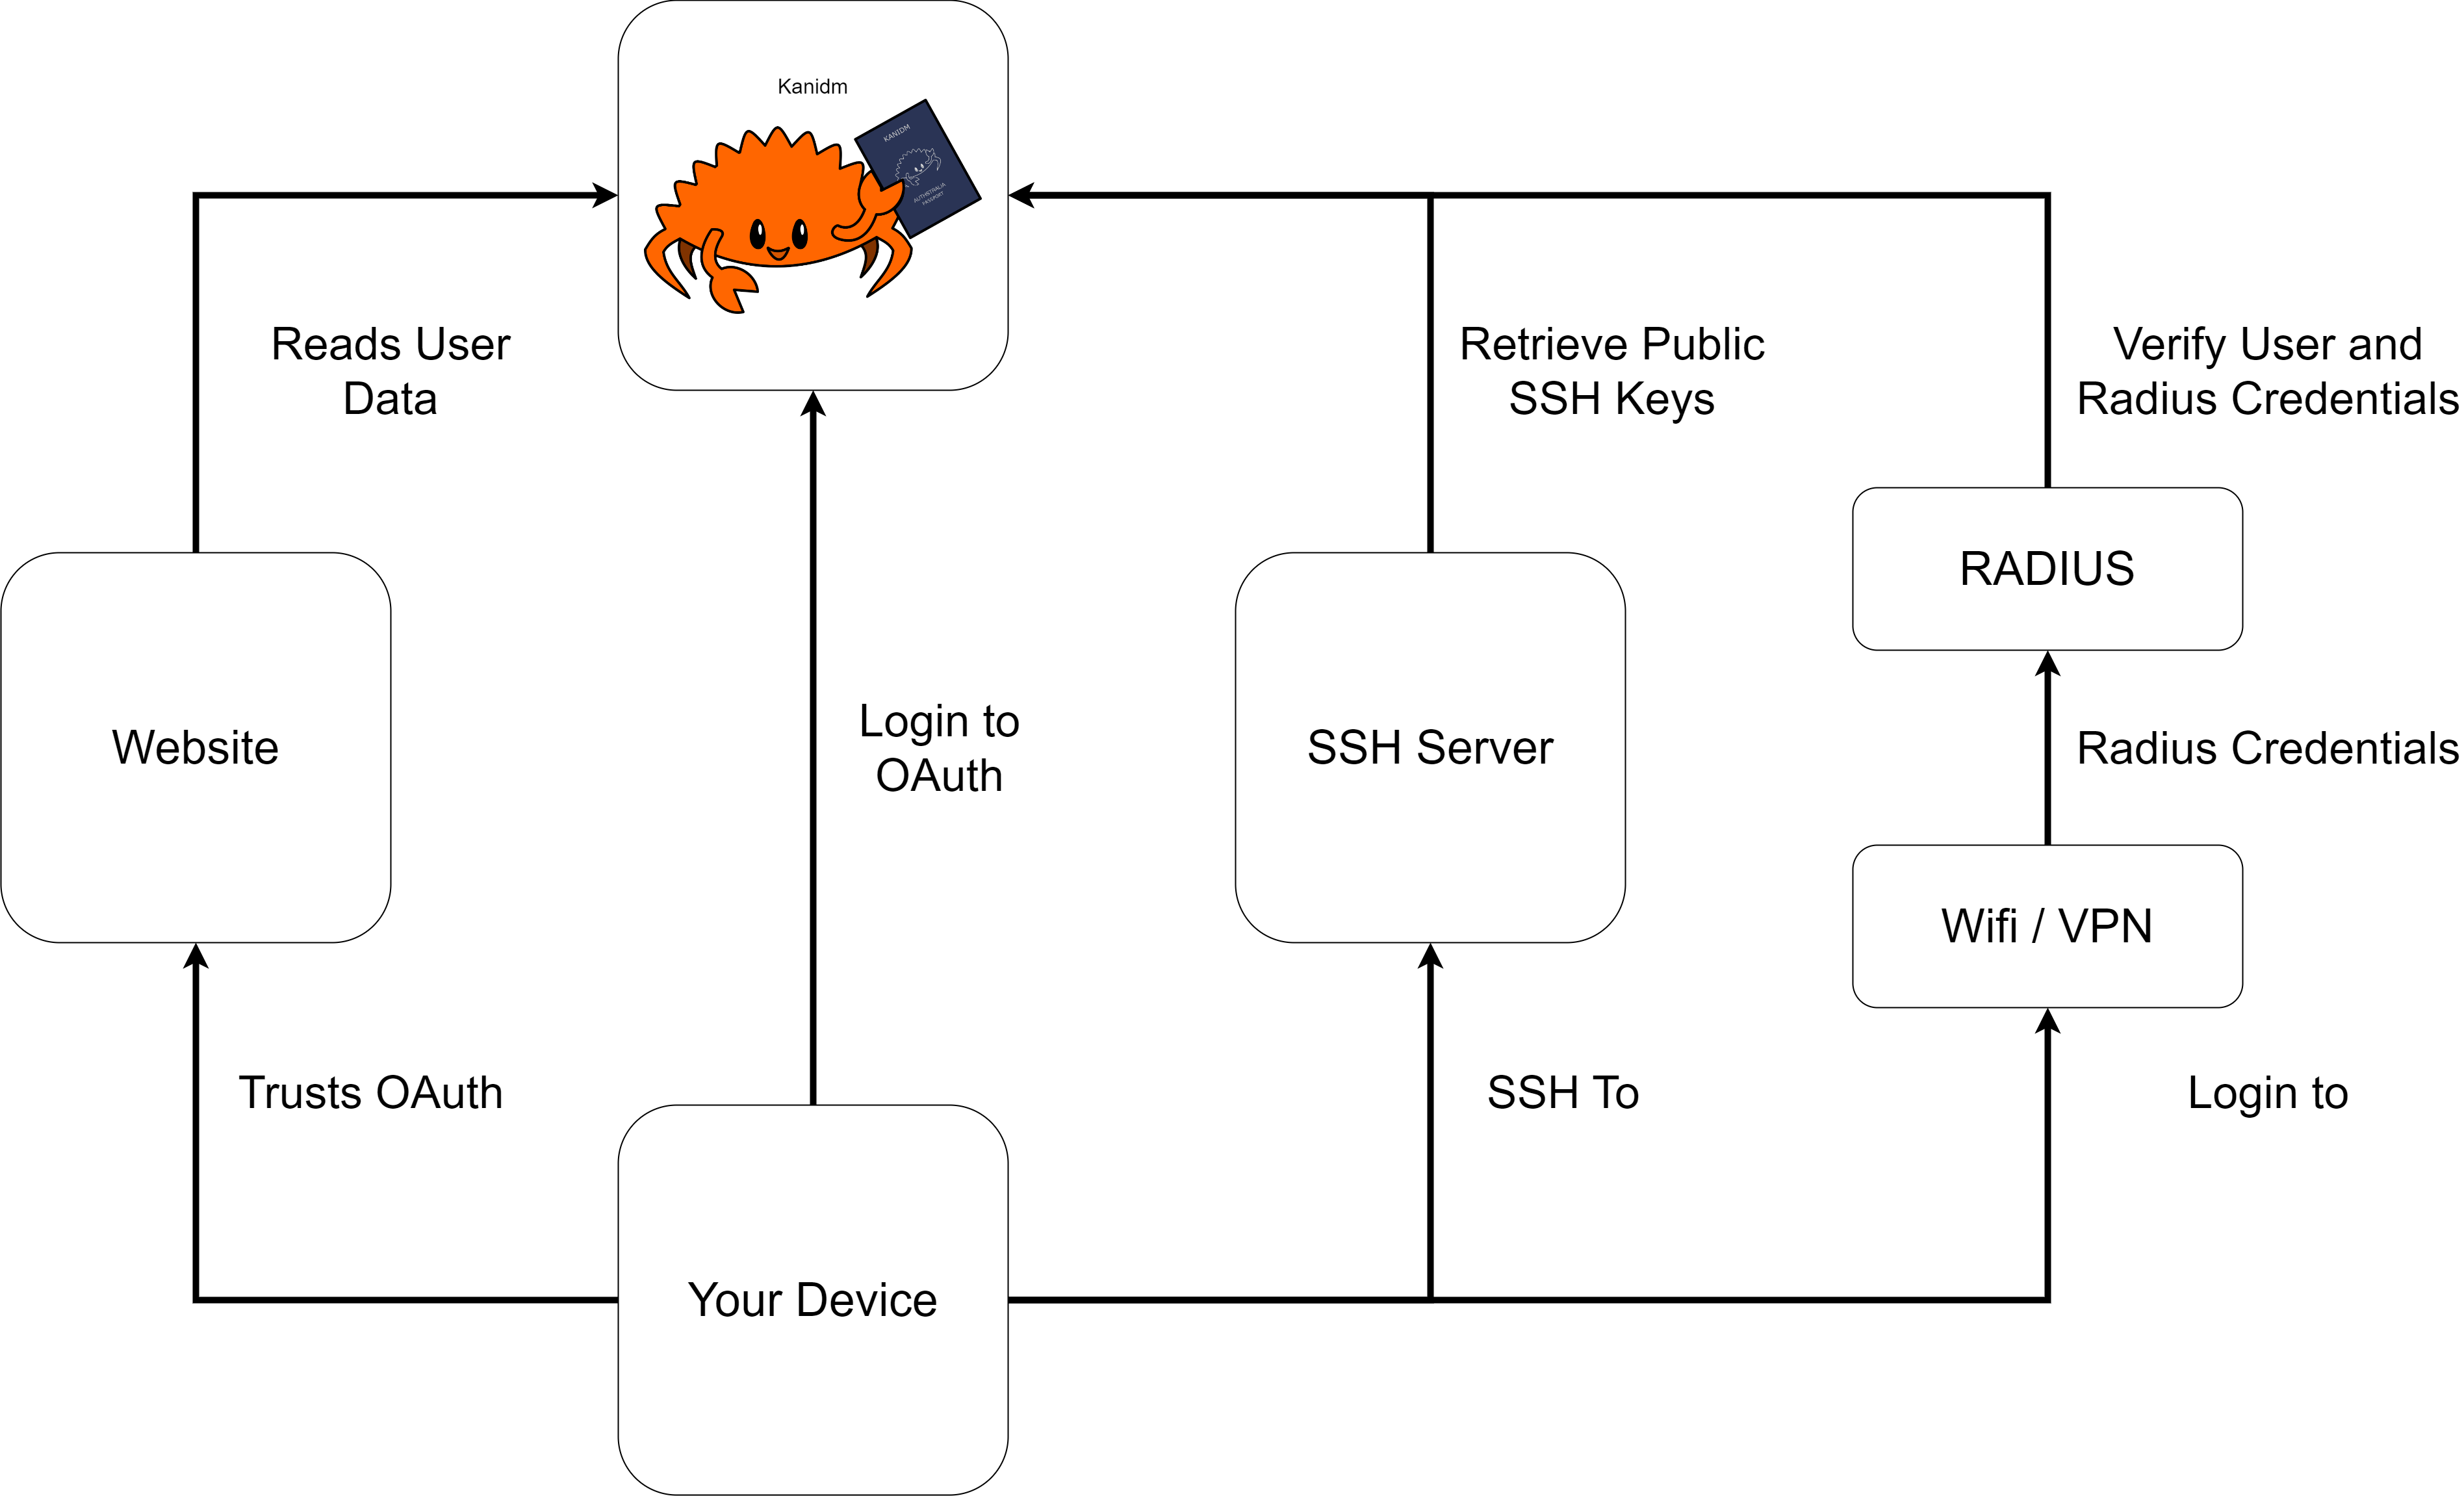 Kanidm
KANIDM
AUTHSTRALIA
PASSPORT
Reads User
Data
Retrieve Public
SSH Keys
Verify User and
Radius Credentials
RADIUS
Website
Login to
OAuth
SSH Server
Radius Credentials
Wifi / VPN
Trusts OAuth
SSH To
Login to
Your Device